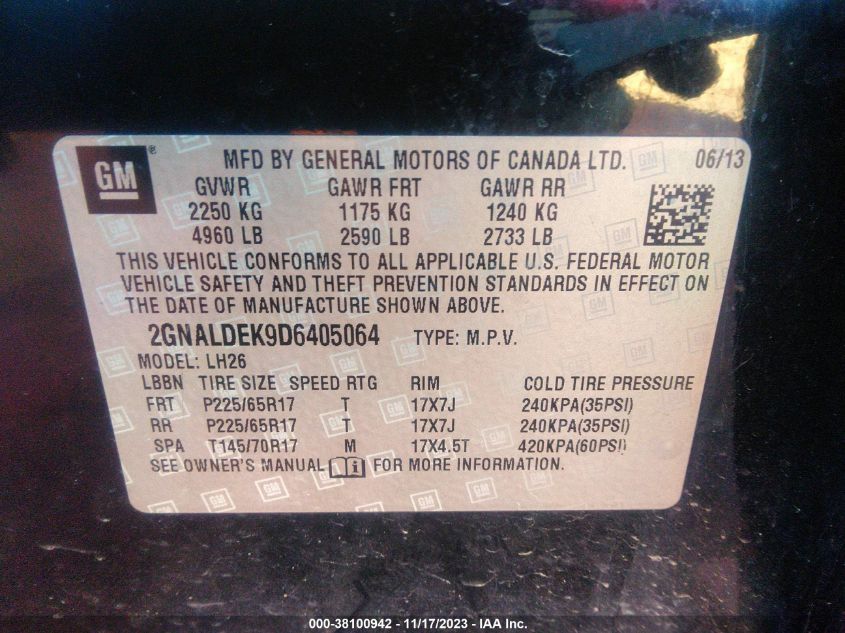 GM ® MFD BY GENERAL MOTORS OF CANADA LTD. 06/13
GVWR GAWR FRT GAWR RR
2250 KG 1175 KG 1240 KG
4960 LB 2590 LB 2733 LB
THIS VEHICLE CONFORMS TO ALL APPLICABLE U.S. FEDERAL MOTOR
VEHICLE SAFETY AND THEFT PREVENTION STANDARDS IN EFFECT ON
THE DATE OF MANUFACTURE SHOWN ABOVE.
2GNALDEK9D6405064 TYPE: M.P.V.
MODEL: LH26
LBBN TIRE SIZE SPEED RTG RIM COLD TIRE PRESSURE
FRT P225/65R17 T 17X7J 240KPA(35PSI)
RR P225/65R17 T 17X7J 240KPA(35PSI)
SPA T145/70R17 M 17X4.5T 420KPA(60PSI)
SEE OWNER'S MANUAL i FOR MORE INFORMATION.
000-38100942 - 11/17/2023 - IAA Inc.